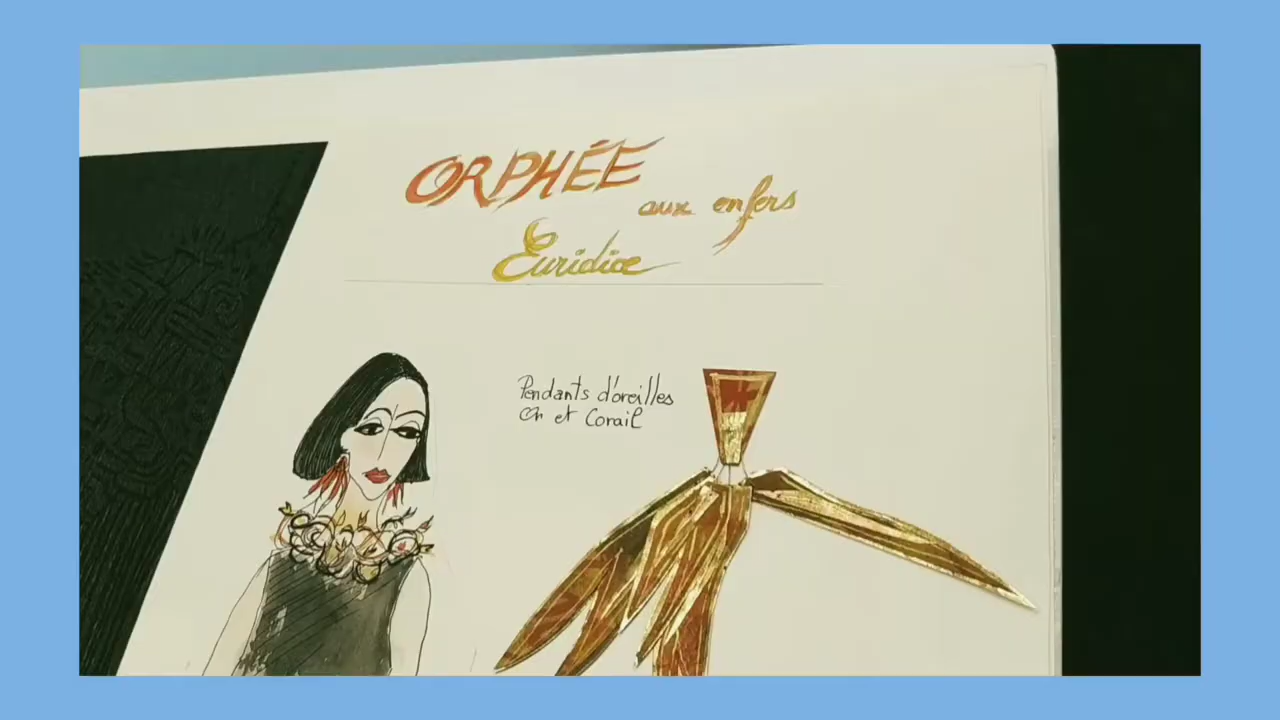 ORPHÉE
aux enfers
Euridice
Pendants d'oreilles
Or et Corail